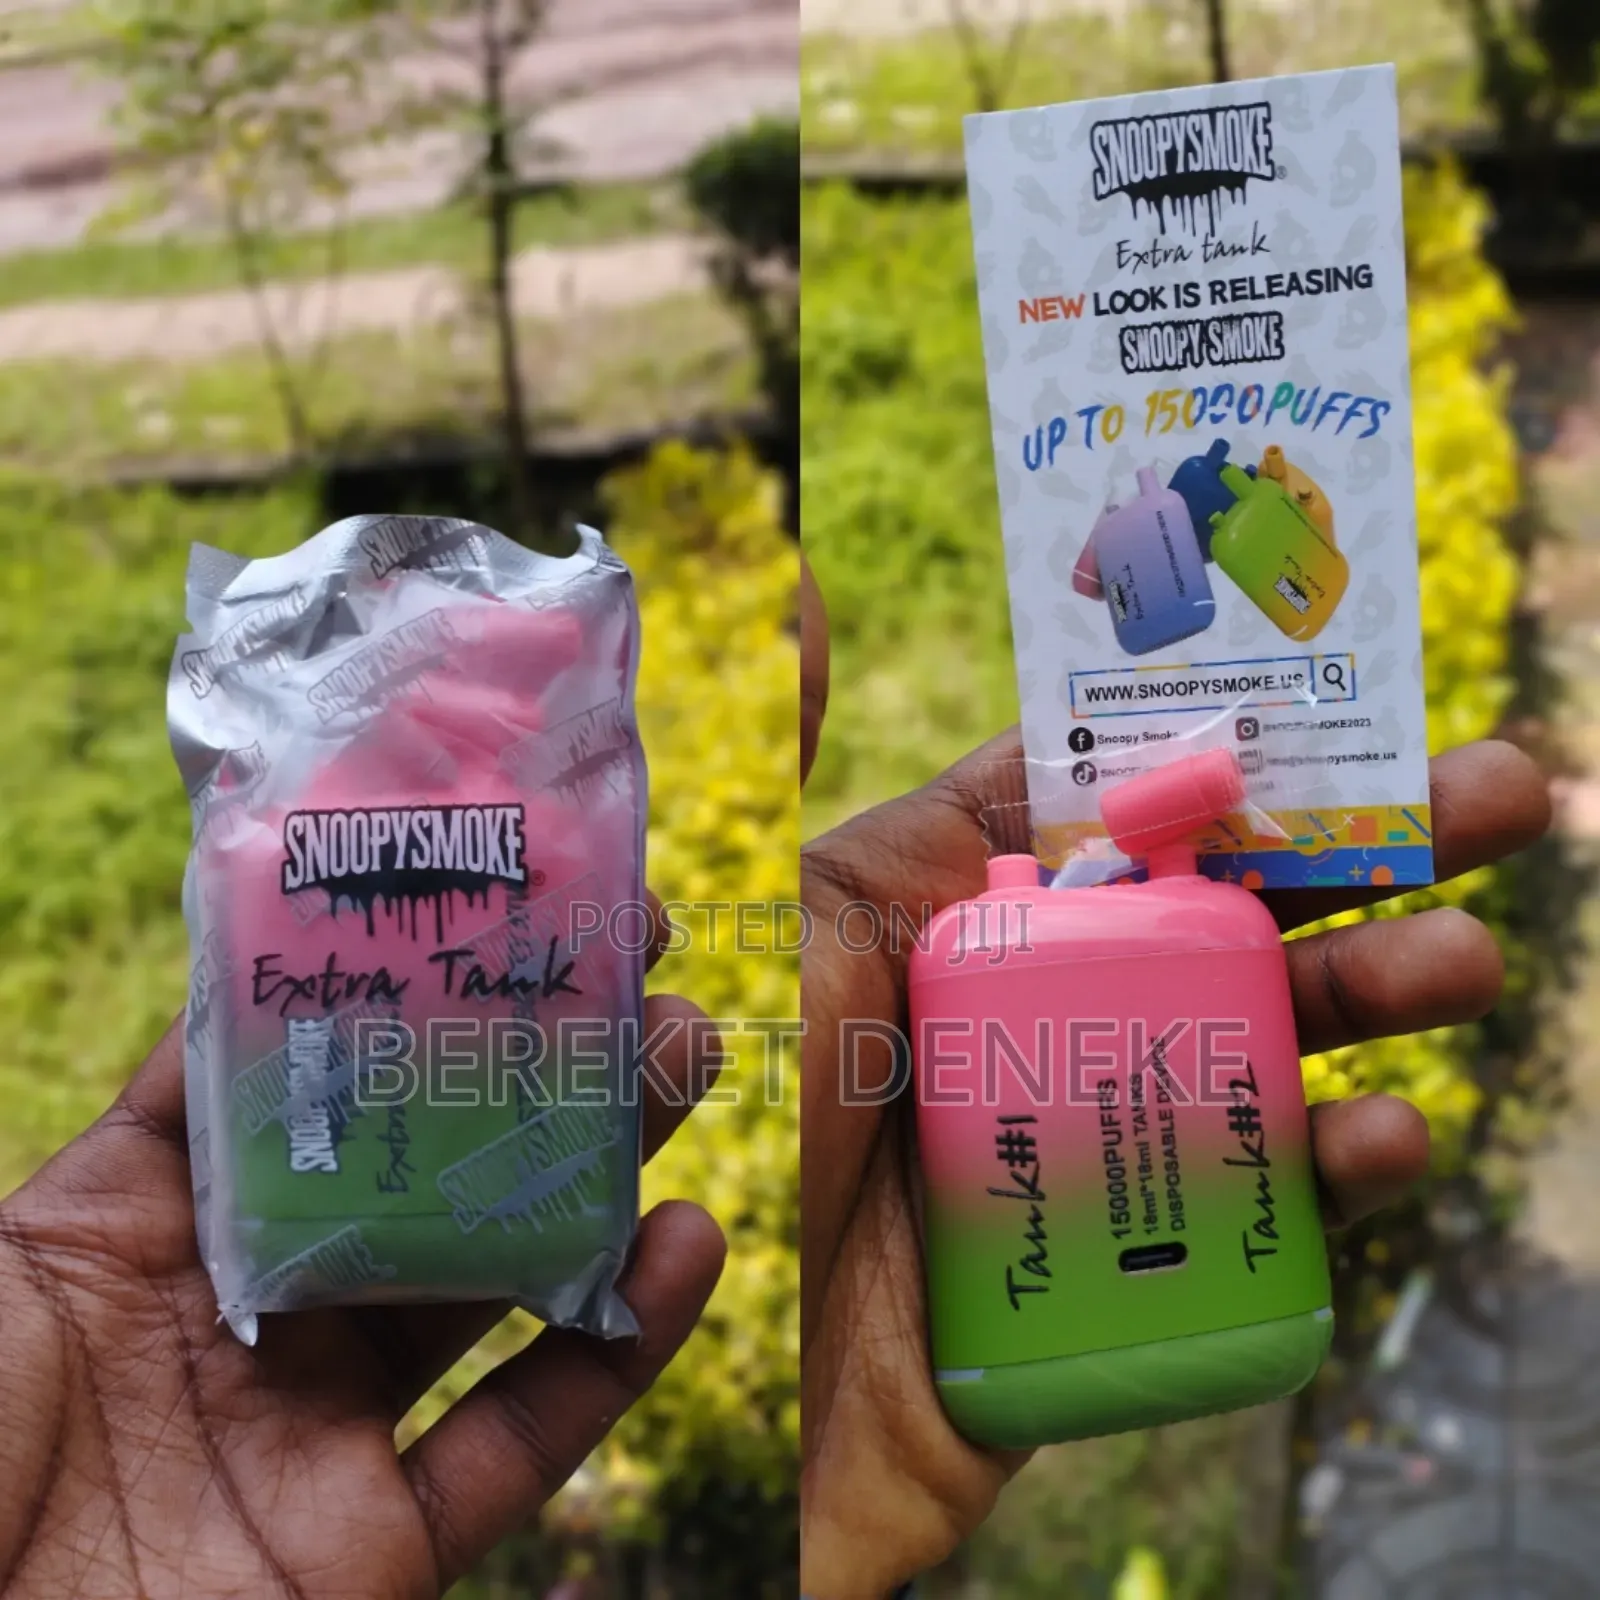 SNOOPYSMOKE®
Extra Tank
SNOOPYSMOKE®
Extra tank
NEW LOOK IS RELEASING
SNOOPY SMOKE
UP TO 15000PUFFS
WWW.SNOOPYSMOKE.US
Snoopy Smoke
Tank#1
15000PUFFS
18ml*18ml TANKS
DISPOSABLE DEVICE
Tank#2
POSTED ON JIJI
BEREKET DENEKE